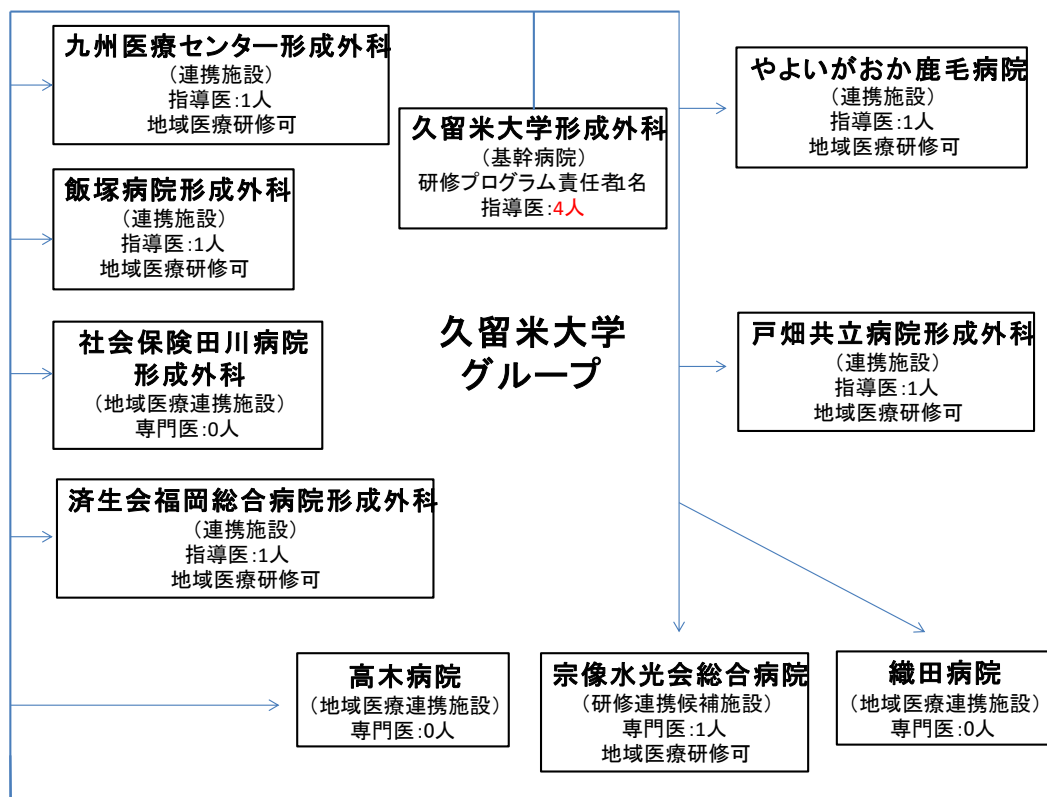 九州医療センター形成外科
（連携施設）
指導医:1人
地域医療研修可
飯塚病院形成外科
（連携施設）
指導医:1人
地域医療研修可
社会保険田川病院
形成外科
（地域医療連携施設）
専門医:0人
済生会福岡総合病院形成外科
（連携施設）
指導医:1人
地域医療研修可
久留米大学形成外科
（基幹病院）
研修プログラム責任者1名
指導医:4人
久留米大学
グループ
やよいがおか鹿毛病院
（連携施設）
指導医:1人
地域医療研修可
戸畑共立病院形成外科
（連携施設）
指導医:1人
地域医療研修可
高木病院
（地域医療連携施設）
専門医:0人
宗像水光会総合病院
（研修連携候補施設）
専門医:1人
地域医療研修可
織田病院
（地域医療連携施設）
専門医:0人